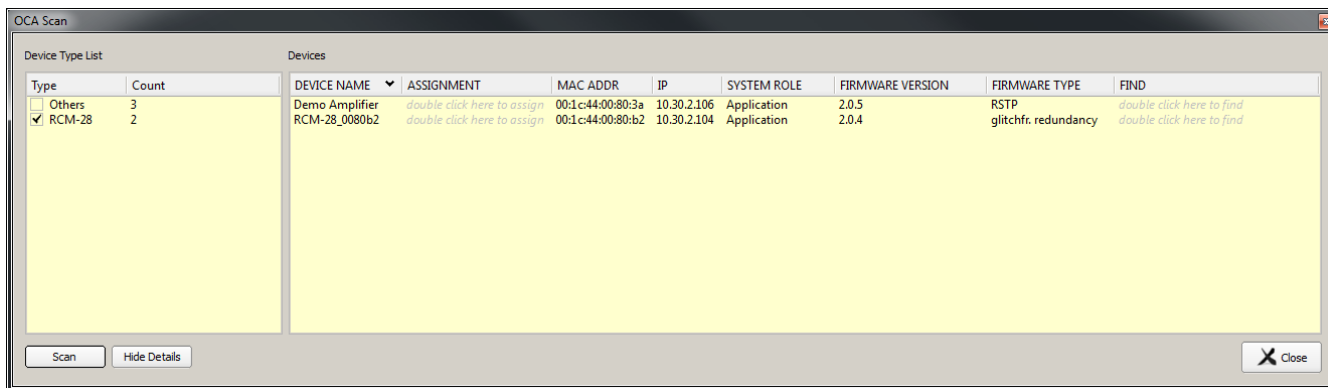 OCA Scan
Device Type List
Devices
Type Count
DEVICE NAME ASSIGNMENT MAC ADDR IP SYSTEM ROLE FIRMWARE VERSION FIRMWARE TYPE FIND
Others 3
RCM-28 2
Demo Amplifier double click here to assign 00:1c:44:00:80:3a 10.30.2.106 Application 2.0.5 RSTP double click here to find
RCM-28_0080b2 double click here to assign 00:1c:44:00:80:b2 10.30.2.104 Application 2.0.4 glitchfr. redundancy double click here to find
Scan Hide Details Close